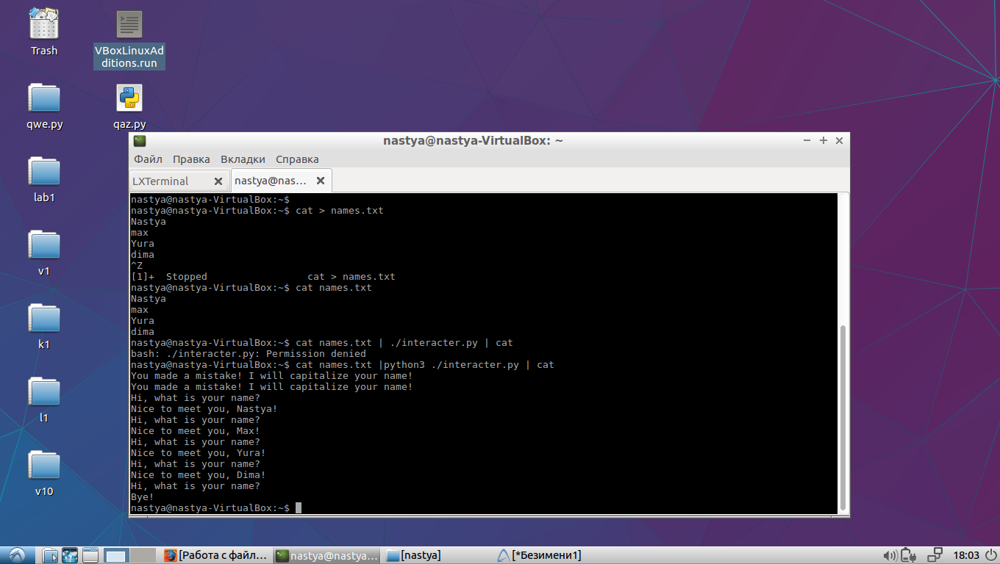 Trash
VBoxLinuxAd
ditions.run
qwe.py
qaz.py
lab1
v1
k1
l1
v10
nastya@nastya-VirtualBox: ~
Файл Правка Вкладки Справка
LXTerminal
nastya@nas...
nastya@nastya-VirtualBox:~$
nastya@nastya-VirtualBox:~$ cat > names.txt
Nastya
max
Yura
dima
^Z
[1]+  Stopped                 cat > names.txt
nastya@nastya-VirtualBox:~$ cat names.txt
Nastya
max
Yura
dima
nastya@nastya-VirtualBox:~$ cat names.txt | ./interacter.py | cat
bash: ./interacter.py: Permission denied
nastya@nastya-VirtualBox:~$ cat names.txt |python3 ./interacter.py | cat
You made a mistake! I will capitalize your name!
You made a mistake! I will capitalize your name!
Hi, what is your name?
Nice to meet you, Nastya!
Hi, what is your name?
Nice to meet you, Max!
Hi, what is your name?
Nice to meet you, Yura!
Hi, what is your name?
Nice to meet you, Dima!
Hi, what is your name?
Bye!
nastya@nastya-VirtualBox:~$
[Работа с файл...
nastya@nastya...
[nastya]
[*Безимени1]
18:03